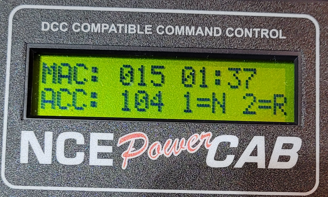 DCC COMPATIBLE COMMAND CONTROL
MAC: 015 01:37
ACC: 104 1=N 2=R
NCE Power CAB